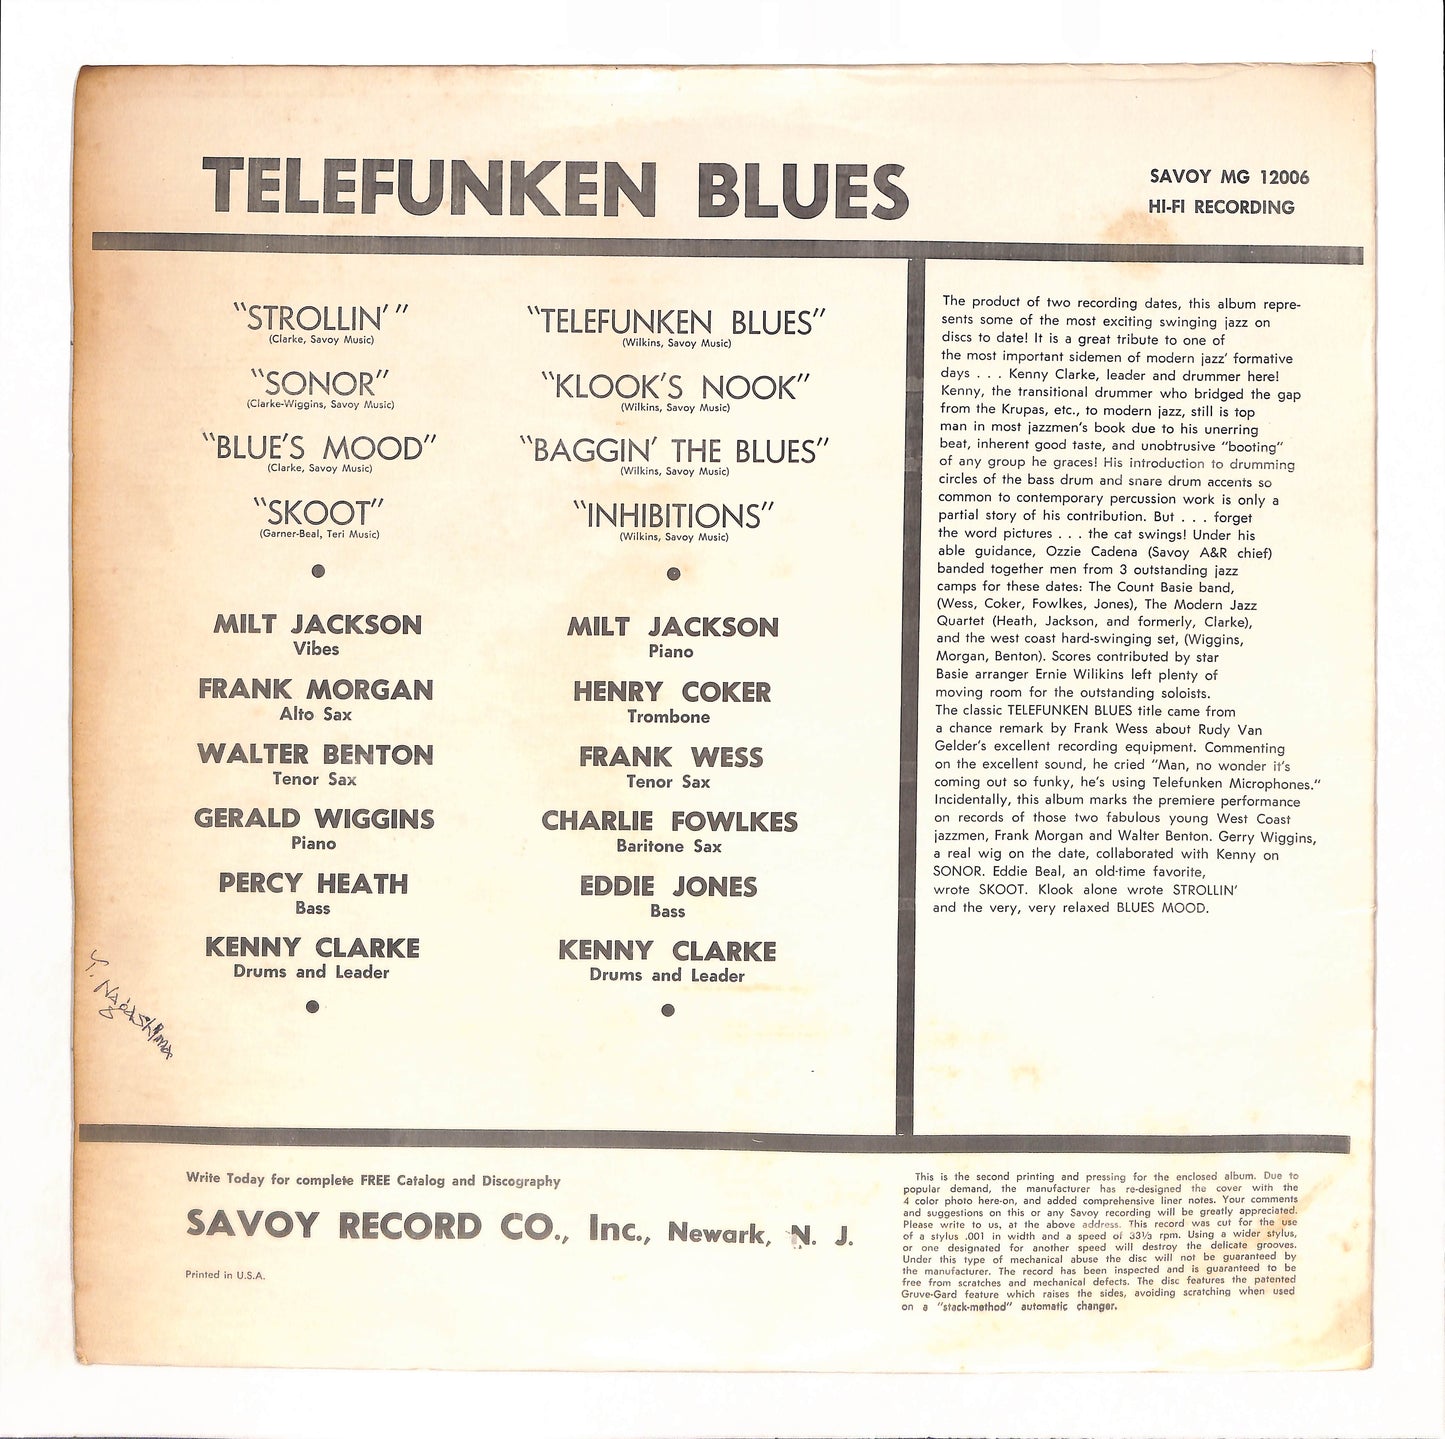 TELEFUNKEN BLUES
SAVOY MG 12006
HI-FI RECORDING
"STROLLIN'"
(Clarke, Savoy Music)
"SONOR"
(Clarke-Wiggins, Savoy Music)
"BLUE'S MOOD"
(Clarke, Savoy Music)
"SKOOT"
(Garner-Beal, Teri Music)
MILT JACKSON
Vibes
FRANK MORGAN
Alto Sax
WALTER BENTON
Tenor Sax
GERALD WIGGINS
Piano
PERCY HEATH
Bass
KENNY CLARKE
Drums and Leader
"TELEFUNKEN BLUES"
(Wilkins, Savoy Music)
"KLOOK'S NOOK"
(Wilkins, Savoy Music)
"BAGGIN' THE BLUES"
(Wilkins, Savoy Music)
"INHIBITIONS"
(Wilkins, Savoy Music)
MILT JACKSON
Piano
HENRY COKER
Trombone
FRANK WESS
Tenor Sax
CHARLIE FOWLKES
Baritone Sax
EDDIE JONES
Bass
KENNY CLARKE
Drums and Leader
The product of two recording dates, this album repre-
sents some of the most exciting swinging jazz on
discs to date! It is a great tribute to one of
the most important sidemen of modern jazz' formative
days . . . Kenny Clarke, leader and drummer here!
Kenny, the transitional drummer who bridged the gap
from the Krupas, etc., to modern jazz, still is top
man in most jazzmen's book due to his unerring
beat, inherent good taste, and unobtrusive "booting"
of any group he graces! His introduction to drumming
circles of the bass drum and snare drum accents so
common to contemporary percussion work is only a
partial story of his contribution. But . . . forget
the word pictures . . . the cat swings! Under his
able guidance, Ozzie Cadena (Savoy A&R chief)
banded together men from 3 outstanding jazz
camps for these dates: The Count Basie band,
(Wess, Coker, Fowlkes, Jones), The Modern Jazz
Quartet (Heath, Jackson, and formerly, Clarke),
and the west coast hard-swinging set, (Wiggins,
Morgan, Benton). Scores contributed by star
Basie arranger Ernie Wilikins left plenty of
moving room for the outstanding soloists.
The classic TELEFUNKEN BLUES title came from
a chance remark by Frank Wess about Rudy Van
Gelder's excellent recording equipment. Commenting
on the excellent sound, he cried "Man, no wonder it's
coming out so funky, he's using Telefunken Microphones."
Incidentally, this album marks the premiere performance
on records of those two fabulous young West Coast
jazzmen, Frank Morgan and Walter Benton. Gerry Wiggins,
a real wig on the date, collaborated with Kenny on
SONOR. Eddie Beal, an old-time favorite,
wrote SKOOT. Klook alone wrote STROLLIN'
and the very, very relaxed BLUES MOOD.
Nagashima
Write Today for complete FREE Catalog and Discography
SAVOY RECORD CO., Inc., Newark, N. J.
Printed in U.S.A.
This is the second printing and pressing for the enclosed album. Due to
popular demand, the manufacturer has re-designed the cover with the
4 color photo here-on, and added comprehensive liner notes. Your comments
and suggestions on this or any Savoy recording will be greatly appreciated.
Please write to us, at the above address. This record was cut for the use
of a stylus .001 in width and a speed of 33⅓ rpm. Using a wider stylus,
or one designated for another speed will destroy the delicate grooves.
Under this type of mechanical abuse the disc will not be guaranteed by
the manufacturer. The record has been inspected and is guaranteed to be
free from scratches and mechanical defects. The disc features the patented
Gruve-Gard feature which raises the sides, avoiding scratching when used
on a "stack-method" automatic changer.